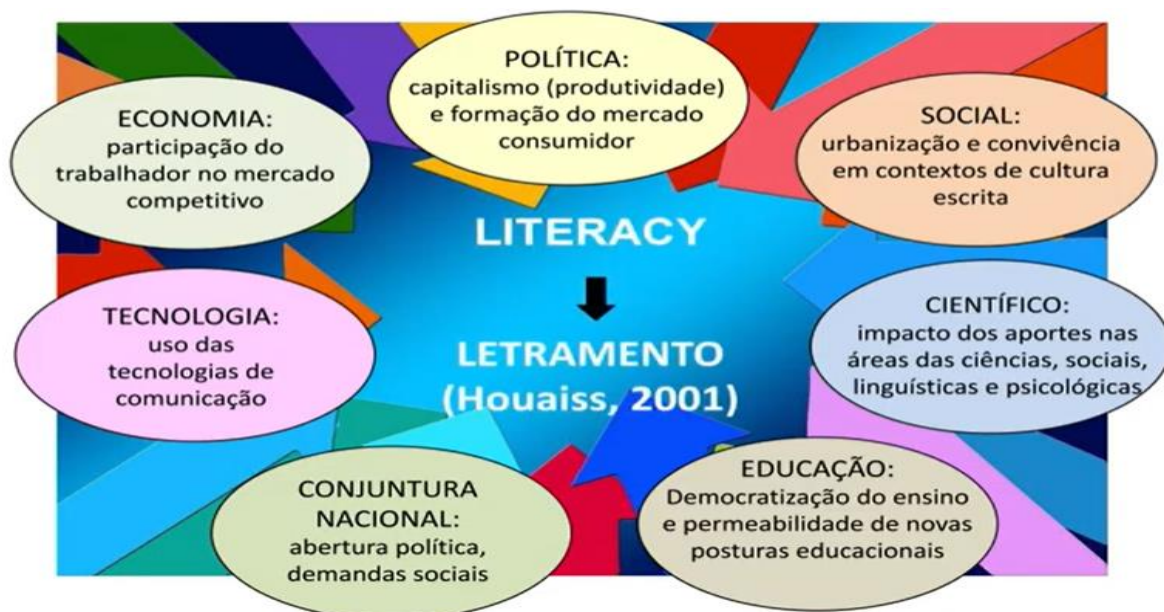 POLÍTICA:
capitalismo (produtividade)
e formação do mercado
consumidor
ECONOMIA:
participação do
trabalhador no mercado
competitivo
SOCIAL:
urbanização e convivência
em contextos de cultura
escrita
LITERACY
LETRAMENTO
(Houaiss, 2001)
TECNOLOGIA:
uso das
tecnologias de
comunicação
CIENTÍFICO:
impacto dos aportes nas
áreas das ciências, sociais,
linguísticas e psicológicas
CONJUNTURA
NACIONAL:
abertura política,
demandas sociais
EDUCAÇÃO:
Democratização do ensino
e permeabilidade de novas
posturas educacionais